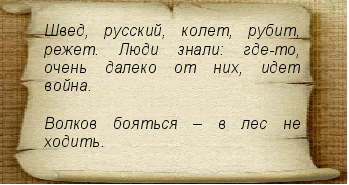 Швед, русский, колет, рубит,
режет. Люди знали: где-то,
очень далеко от них, идет
война.
Волков бояться – в лес не
ходить.